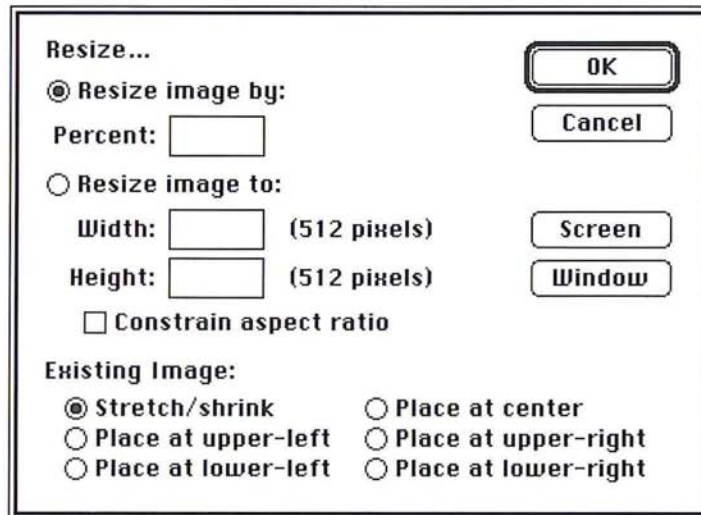 Resize...
Resize image by:
Percent:
Resize image to:
Width: (512 pixels)
Height: (512 pixels)
Constrain aspect ratio
Existing Image:
Stretch/shrink Place at center
Place at upper-left Place at upper-right
Place at lower-left Place at lower-right
OK
Cancel
Screen
Window